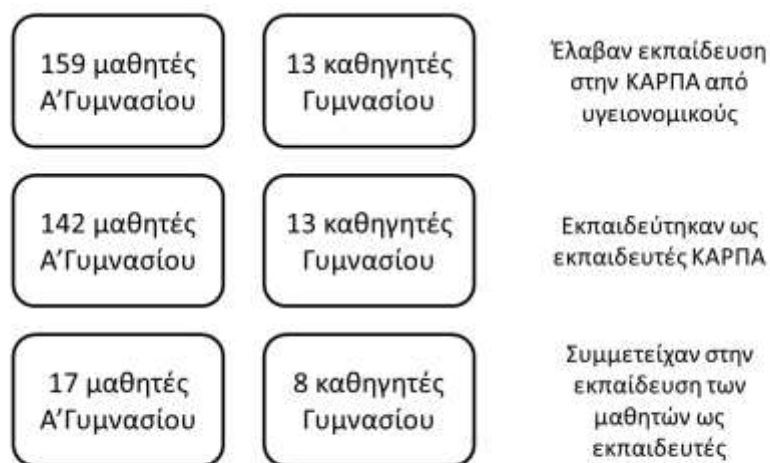 159 μαθητές
Α'Γυμνασίου
13 καθηγητές
Γυμνασίου
Έλαβαν εκπαίδευση
στην ΚΑΡΠΑ από
υγειονομικούς
142 μαθητές
Α'Γυμνασίου
13 καθηγητές
Γυμνασίου
Εκπαιδεύτηκαν ως
εκπαιδευτές ΚΑΡΠΑ
17 μαθητές
Α'Γυμνασίου
8 καθηγητές
Γυμνασίου
Συμμετείχαν στην
εκπαίδευση των
μαθητών ως
εκπαιδευτές